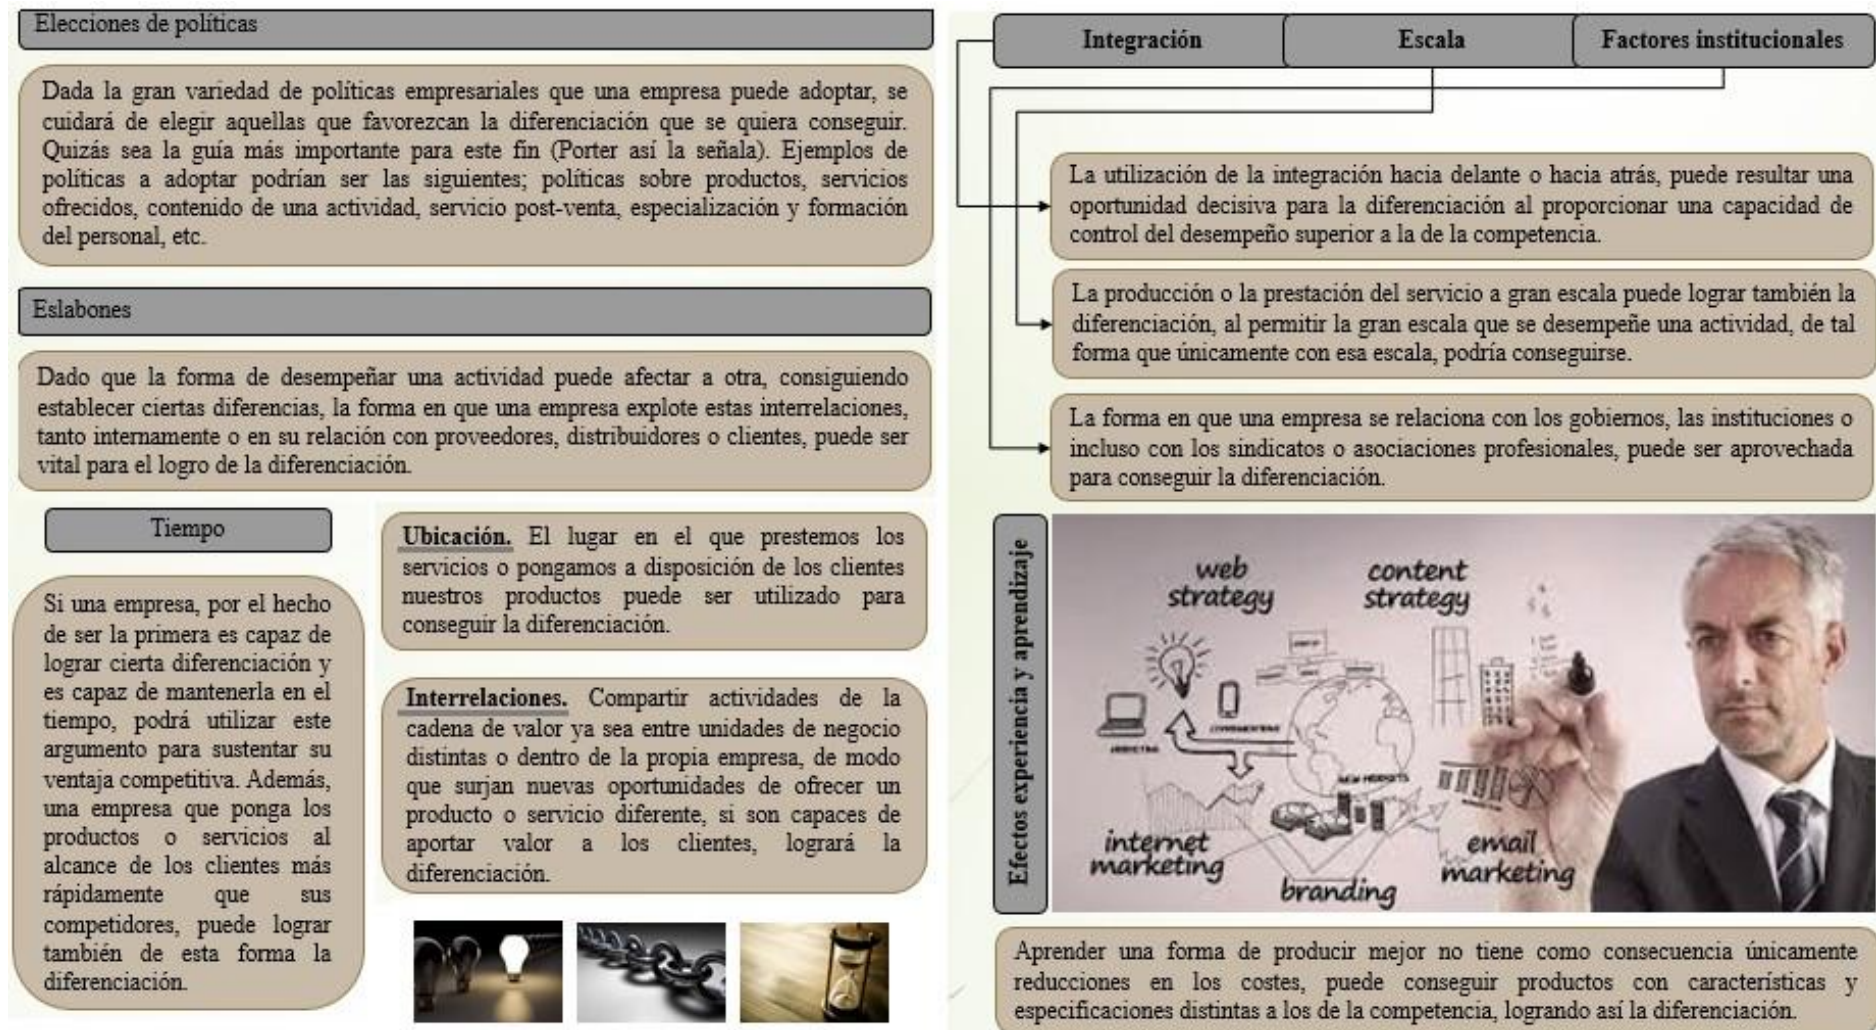 Elecciones de políticas
Dada la gran variedad de políticas empresariales que una empresa puede adoptar, se
cuidará de elegir aquellas que favorezcan la diferenciación que se quiera conseguir.
Quizás sea la guía más importante para este fin (Porter así la señala). Ejemplos de
políticas a adoptar podrían ser las siguientes; políticas sobre productos, servicios
ofrecidos, contenido de una actividad, servicio post-venta, especialización y formación
del personal, etc.
Eslabones
Dado que la forma de desempeñar una actividad puede afectar a otra, consiguiendo
establecer ciertas diferencias, la forma en que una empresa explote estas interrelaciones,
tanto internamente o en su relación con proveedores, distribuidores o clientes, puede ser
vital para el logro de la diferenciación.
Tiempo
Si una empresa, por el hecho
de ser la primera es capaz de
lograr cierta diferenciación y
es capaz de mantenerla en el
tiempo, podrá utilizar este
argumento para sustentar su
ventaja competitiva. Además,
una empresa que ponga los
productos o servicios al
alcance de los clientes más
rápidamente que sus
competidores, puede lograr
también de esta forma la
diferenciación.
Ubicación. El lugar en el que prestemos los
servicios o pongamos a disposición de los clientes
nuestros productos puede ser utilizado para
conseguir la diferenciación.
Interrelaciones. Compartir actividades de la
cadena de valor ya sea entre unidades de negocio
distintas o dentro de la propia empresa, de modo
que surjan nuevas oportunidades de ofrecer un
producto o servicio diferente, si son capaces de
aportar valor a los clientes, logrará la
diferenciación.
Integración
Escala
Factores institucionales
La utilización de la integración hacia delante o hacia atrás, puede resultar una
oportunidad decisiva para la diferenciación al proporcionar una capacidad de
control del desempeño superior a la de la competencia.
La producción o la prestación del servicio a gran escala puede lograr también la
diferenciación, al permitir la gran escala que se desempeñe una actividad, de tal
forma que únicamente con esa escala, podría conseguirse.
La forma en que una empresa se relaciona con los gobiernos, las instituciones o
incluso con los sindicatos o asociaciones profesionales, puede ser aprovechada
para conseguir la diferenciación.
Efectos experiencia y aprendizaje
web
strategy
content
strategy
NEW MARKETS
internet
marketing
branding
email
marketing
Aprender una forma de producir mejor no tiene como consecuencia únicamente
reducciones en los costes, puede conseguir productos con características y
especificaciones distintas a los de la competencia, logrando así la diferenciación.